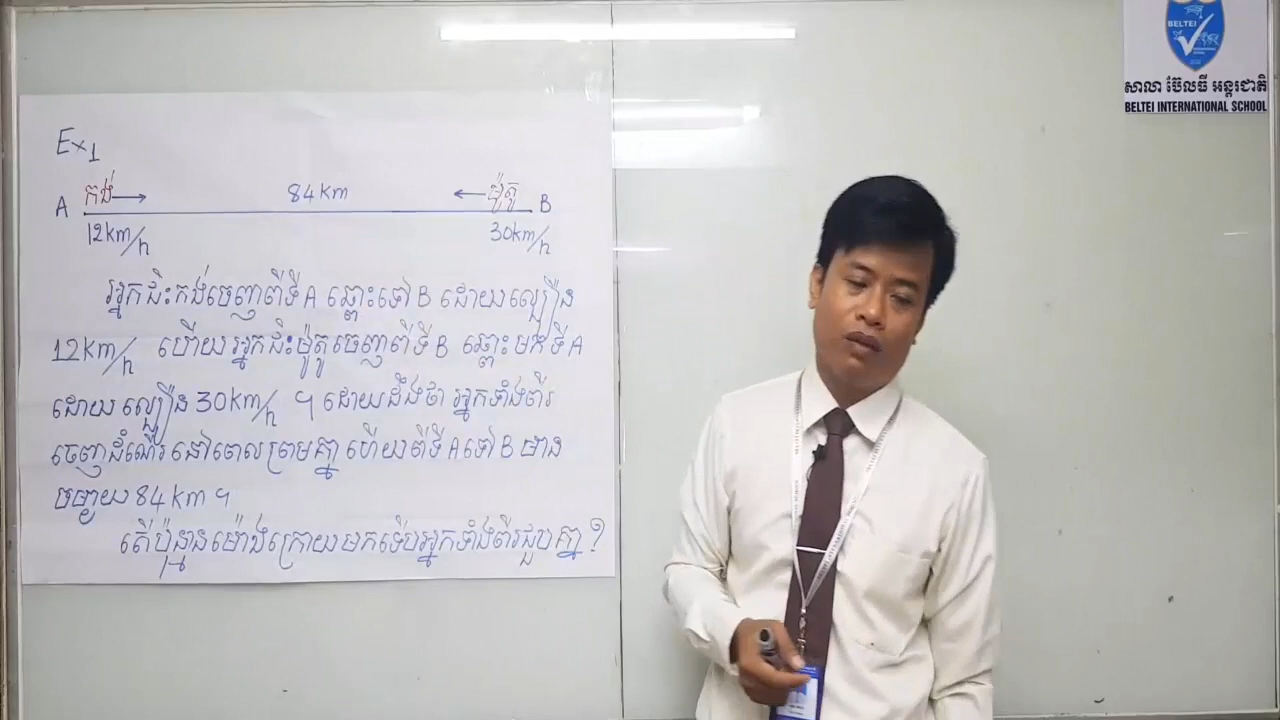 Ex1
A កង់ → 84 km ← ម៉ូតូ B
12km/h 30km/h
អ្នកជិះកង់ចេញពីទី A ឆ្ពោះទៅ B ដោយល្បឿន
12km/h ហើយអ្នកជិះម៉ូតូចេញពីទី B ឆ្ពោះមកទី A
ដោយល្បឿន 30km/h ។ ដោយដឹងថា អ្នកទាំងពីរ
ចេញដំណើរនៅពេលព្រមគ្នា ហើយពីទី A ទៅ B មាន
ចម្ងាយ 84 km ។
តើប៉ុន្មានម៉ោងក្រោយមកទើបអ្នកទាំងពីរជួបគ្នា ?
BELTEI
សាលា ប៊ែលធី អន្តរជាតិ
BELTEI INTERNATIONAL SCHOOL